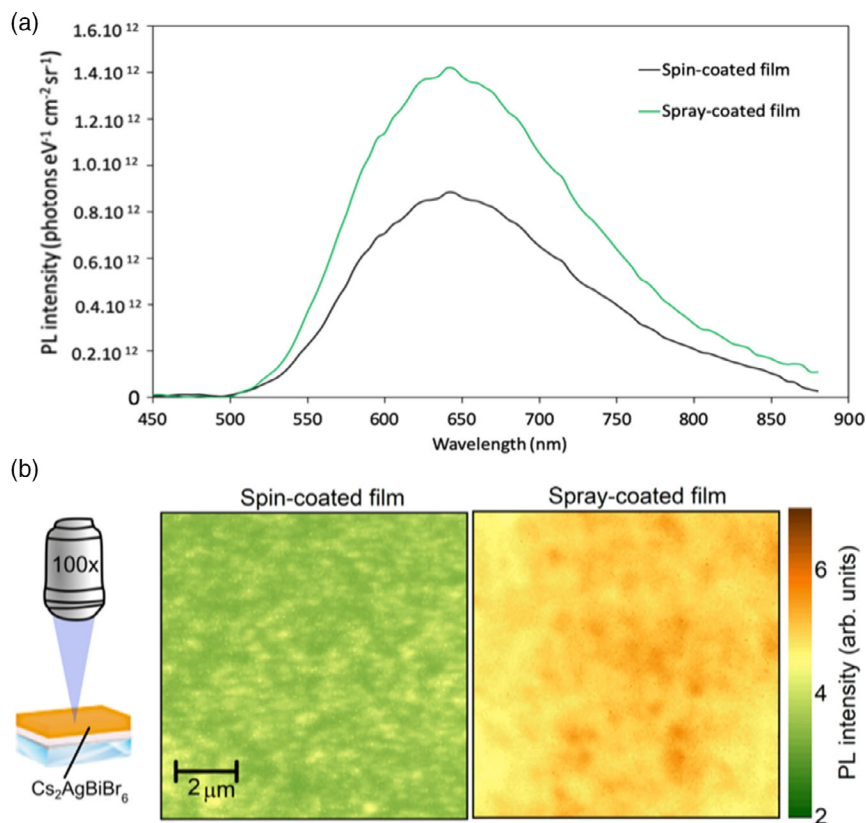 (a)
1.6.10 12
1.4.10 12
1.2.10 12
1.0.10 12
0.8.10 12
0.6.10 12
0.4.10 12
0.2.10 12
0
PL intensity (photons eV-1 cm-2 sr-1)
Spin-coated film
Spray-coated film
450 500 550 600 650 700 750 800 850 900
Wavelength (nm)
(b)
Spin-coated film Spray-coated film
100x
2 μm
Cs2AgBiBr6
6
4
2
PL intensity (arb. units)